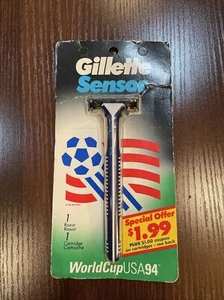 Gillette
Sensor
1
Razor
Rasoir
1
Cartridge
Cartouche
Special Offer
$1.99
PLUS $1.00 coupons
on cartridges - see back
WorldCupUSA94